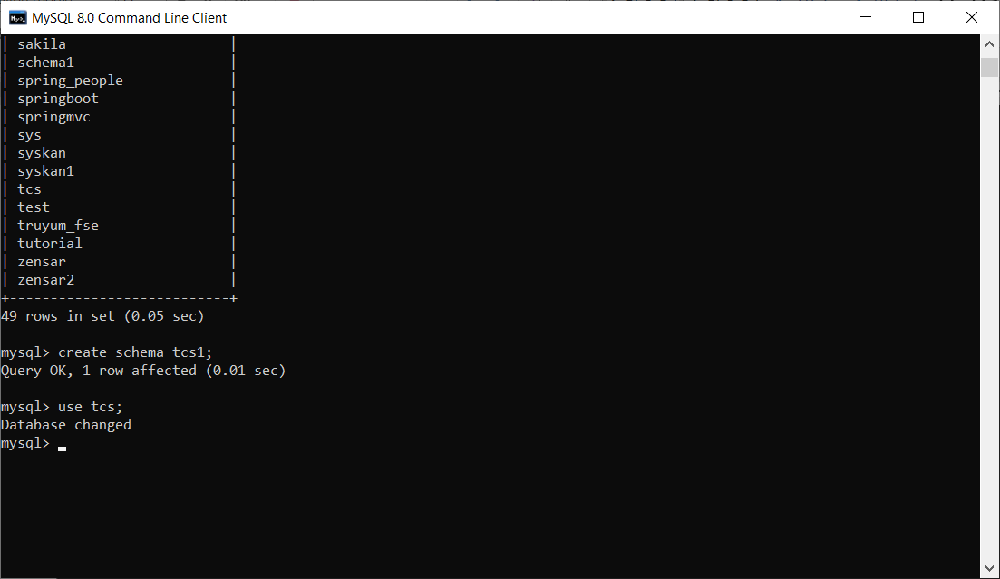 MySQL 8.0 Command Line Client
| sakila                    |
| schema1                   |
| spring_people             |
| springboot                |
| springmvc                 |
| sys                       |
| syskan                    |
| syskan1                   |
| tcs                       |
| test                      |
| truyum_fse                |
| tutorial                  |
| zensar                    |
| zensar2                   |
+---------------------------+
49 rows in set (0.05 sec)
mysql> create schema tcs1;
Query OK, 1 row affected (0.01 sec)
mysql> use tcs;
Database changed
mysql>